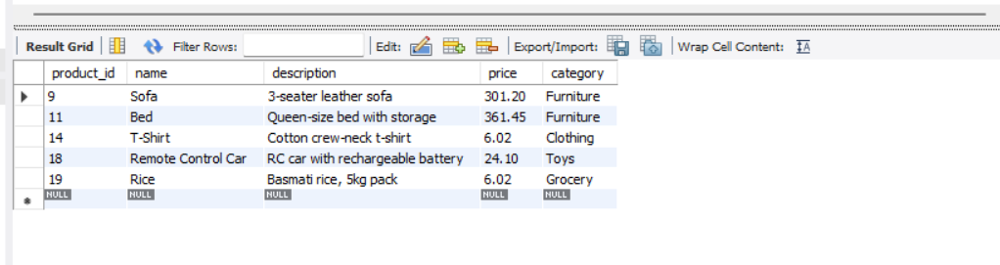 Result Grid Filter Rows: Edit: Export/Import: Wrap Cell Content: IA
product_id name description price category
9 Sofa 3-seater leather sofa 301.20 Furniture
11 Bed Queen-size bed with storage 361.45 Furniture
14 T-Shirt Cotton crew-neck t-shirt 6.02 Clothing
18 Remote Control Car RC car with rechargeable battery 24.10 Toys
19 Rice Basmati rice, 5kg pack 6.02 Grocery
NULL NULL NULL NULL NULL